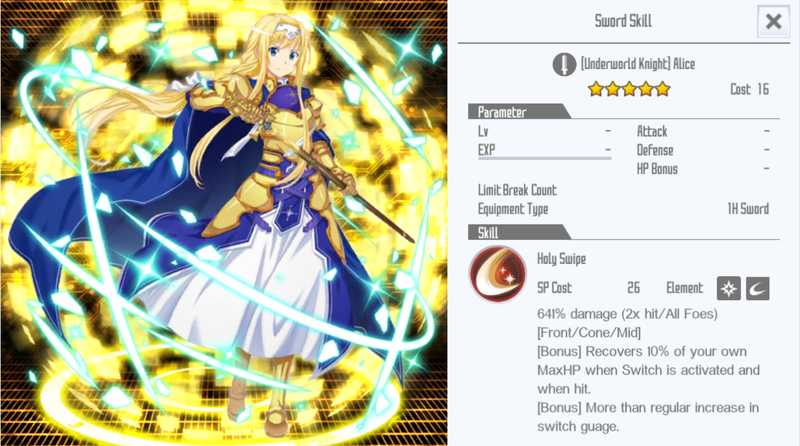 Sword Skill
[Underworld Knight] Alice
Cost 16
Parameter
Lv -
Attack -
EXP -
Defense -
HP Bonus -
Limit Break Count
Equipment Type 1H Sword
Skill
Holy Swipe
SP Cost 26 Element
641% damage (2x hit/All Foes)
[Front/Cone/Mid]
[Bonus] Recovers 10% of your own
MaxHP when Switch is activated and
when hit.
[Bonus] More than regular increase in
switch guage.